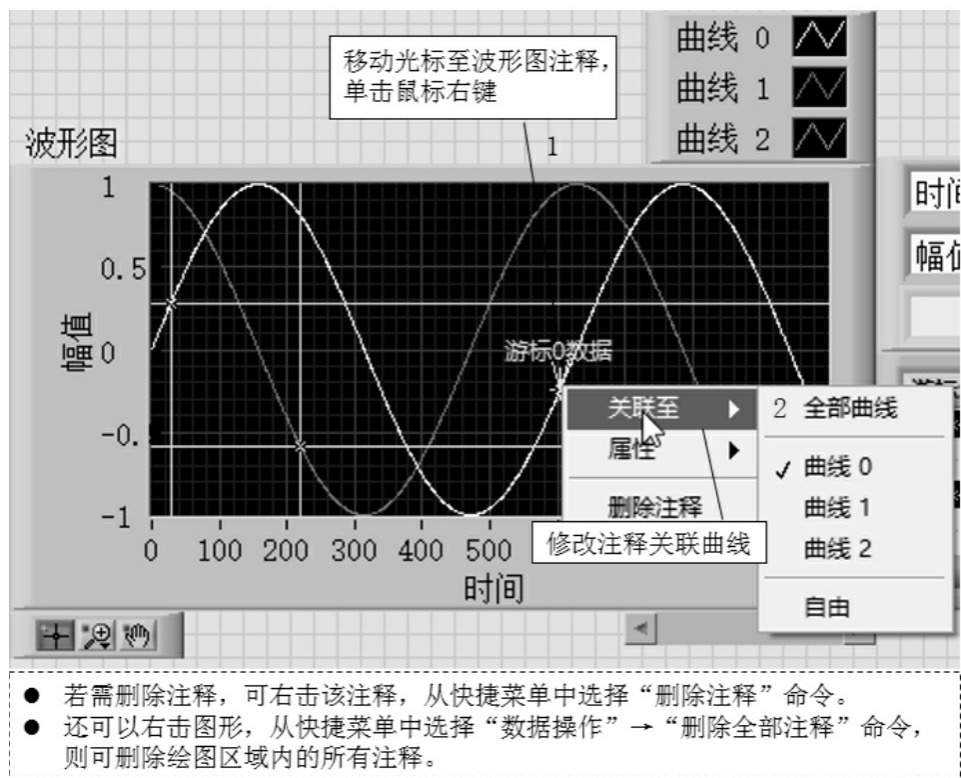 曲线 0
移动光标至波形图注释，
单击鼠标右键
曲线 1
曲线 2
波形图
1
时间
幅值
1
0.5
0
-0.
-1
幅值
游标0数据
关联至
属性
删除注释
修改注释关联曲线
2 全部曲线
✓ 曲线 0
曲线 1
曲线 2
自由
0 100 200 300 400 500
时间
● 若需删除注释，可右击该注释，从快捷菜单中选择“删除注释”命令。
● 还可以右击图形，从快捷菜单中选择“数据操作”→“删除全部注释”命令，
则可删除绘图区域内的所有注释。